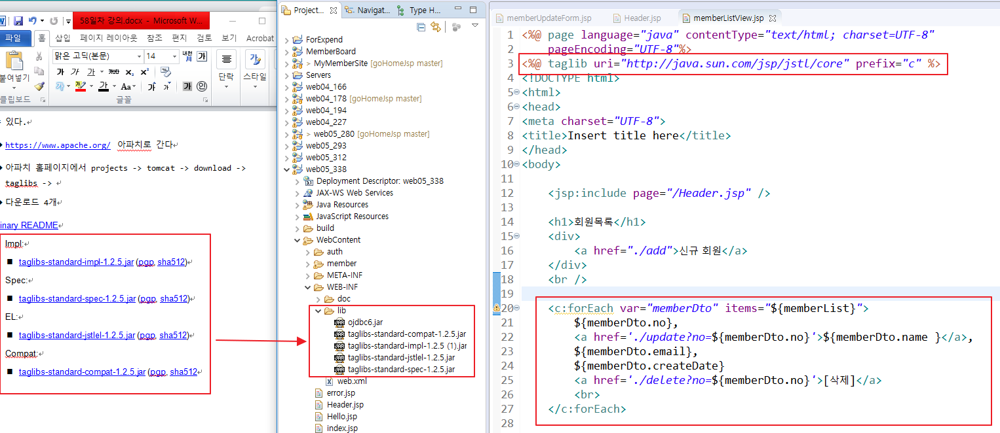 58일자 강의.docx - Microsoft W...
파일 홈 삽입 페이지 레이아웃 참조 편지 검토 보기 Acrobat
맑은 고딕(본문) 14
붙여넣기
단락
스타일
클립보드
글꼴
있다.
https://www.apache.org/ 아파치로 간다
아파치 홈페이지에서 projects -> tomcat -> download ->
taglibs ->
다운로드 4개
inary README
Impl:
taglibs-standard-impl-1.2.5.jar (pgp, sha512)
Spec:
taglibs-standard-spec-1.2.5.jar (pgp, sha512)
EL:
taglibs-standard-jstlel-1.2.5.jar (pgp, sha512)
Compat:
taglibs-standard-compat-1.2.5.jar (pgp, sha512
Project... Navigat... Type H...
ForExpend
MemberBoard
> MyMemberSite [goHomeJsp master]
Servers
web04_166
web04_178 [goHomeJsp master]
web04_194
web04_227
> web05_280 [goHomeJsp master]
web05_293
web05_312
web05_338
Deployment Descriptor: web05_338
JAX-WS Web Services
Java Resources
JavaScript Resources
build
WebContent
auth
member
META-INF
WEB-INF
doc
lib
ojdbc6.jar
taglibs-standard-compat-1.2.5.jar
taglibs-standard-impl-1.2.5 (1).jar
taglibs-standard-jstlel-1.2.5.jar
taglibs-standard-spec-1.2.5.jar
web.xml
error.jsp
Header.jsp
Hello.jsp
index.jsp
memberUpdateForm.jsp Header.jsp memberListView.jsp
1 <%@ page language="java" contentType="text/html; charset=UTF-8"
2 pageEncoding="UTF-8"%>
3 <%@ taglib uri="http://java.sun.com/jsp/jstl/core" prefix="c" %>
4 <!DOCTYPE html>
5 <html>
6 <head>
7 <meta charset="UTF-8">
8 <title>Insert title here</title>
9 </head>
10 <body>
11
12 <jsp:include page="/Header.jsp" />
13
14 <h1>회원목록</h1>
15 <div>
16 <a href="./add">신규 회원</a>
17 </div>
18 <br />
19
20 <c:forEach var="memberDto" items="${memberList}">
21 ${memberDto.no},
22 <a href='./update?no=${memberDto.no}'>${memberDto.name }</a>,
23 ${memberDto.email},
24 ${memberDto.createDate}
25 <a href='./delete?no=${memberDto.no}'>[삭제]</a>
26 <br>
27 </c:forEach>
28